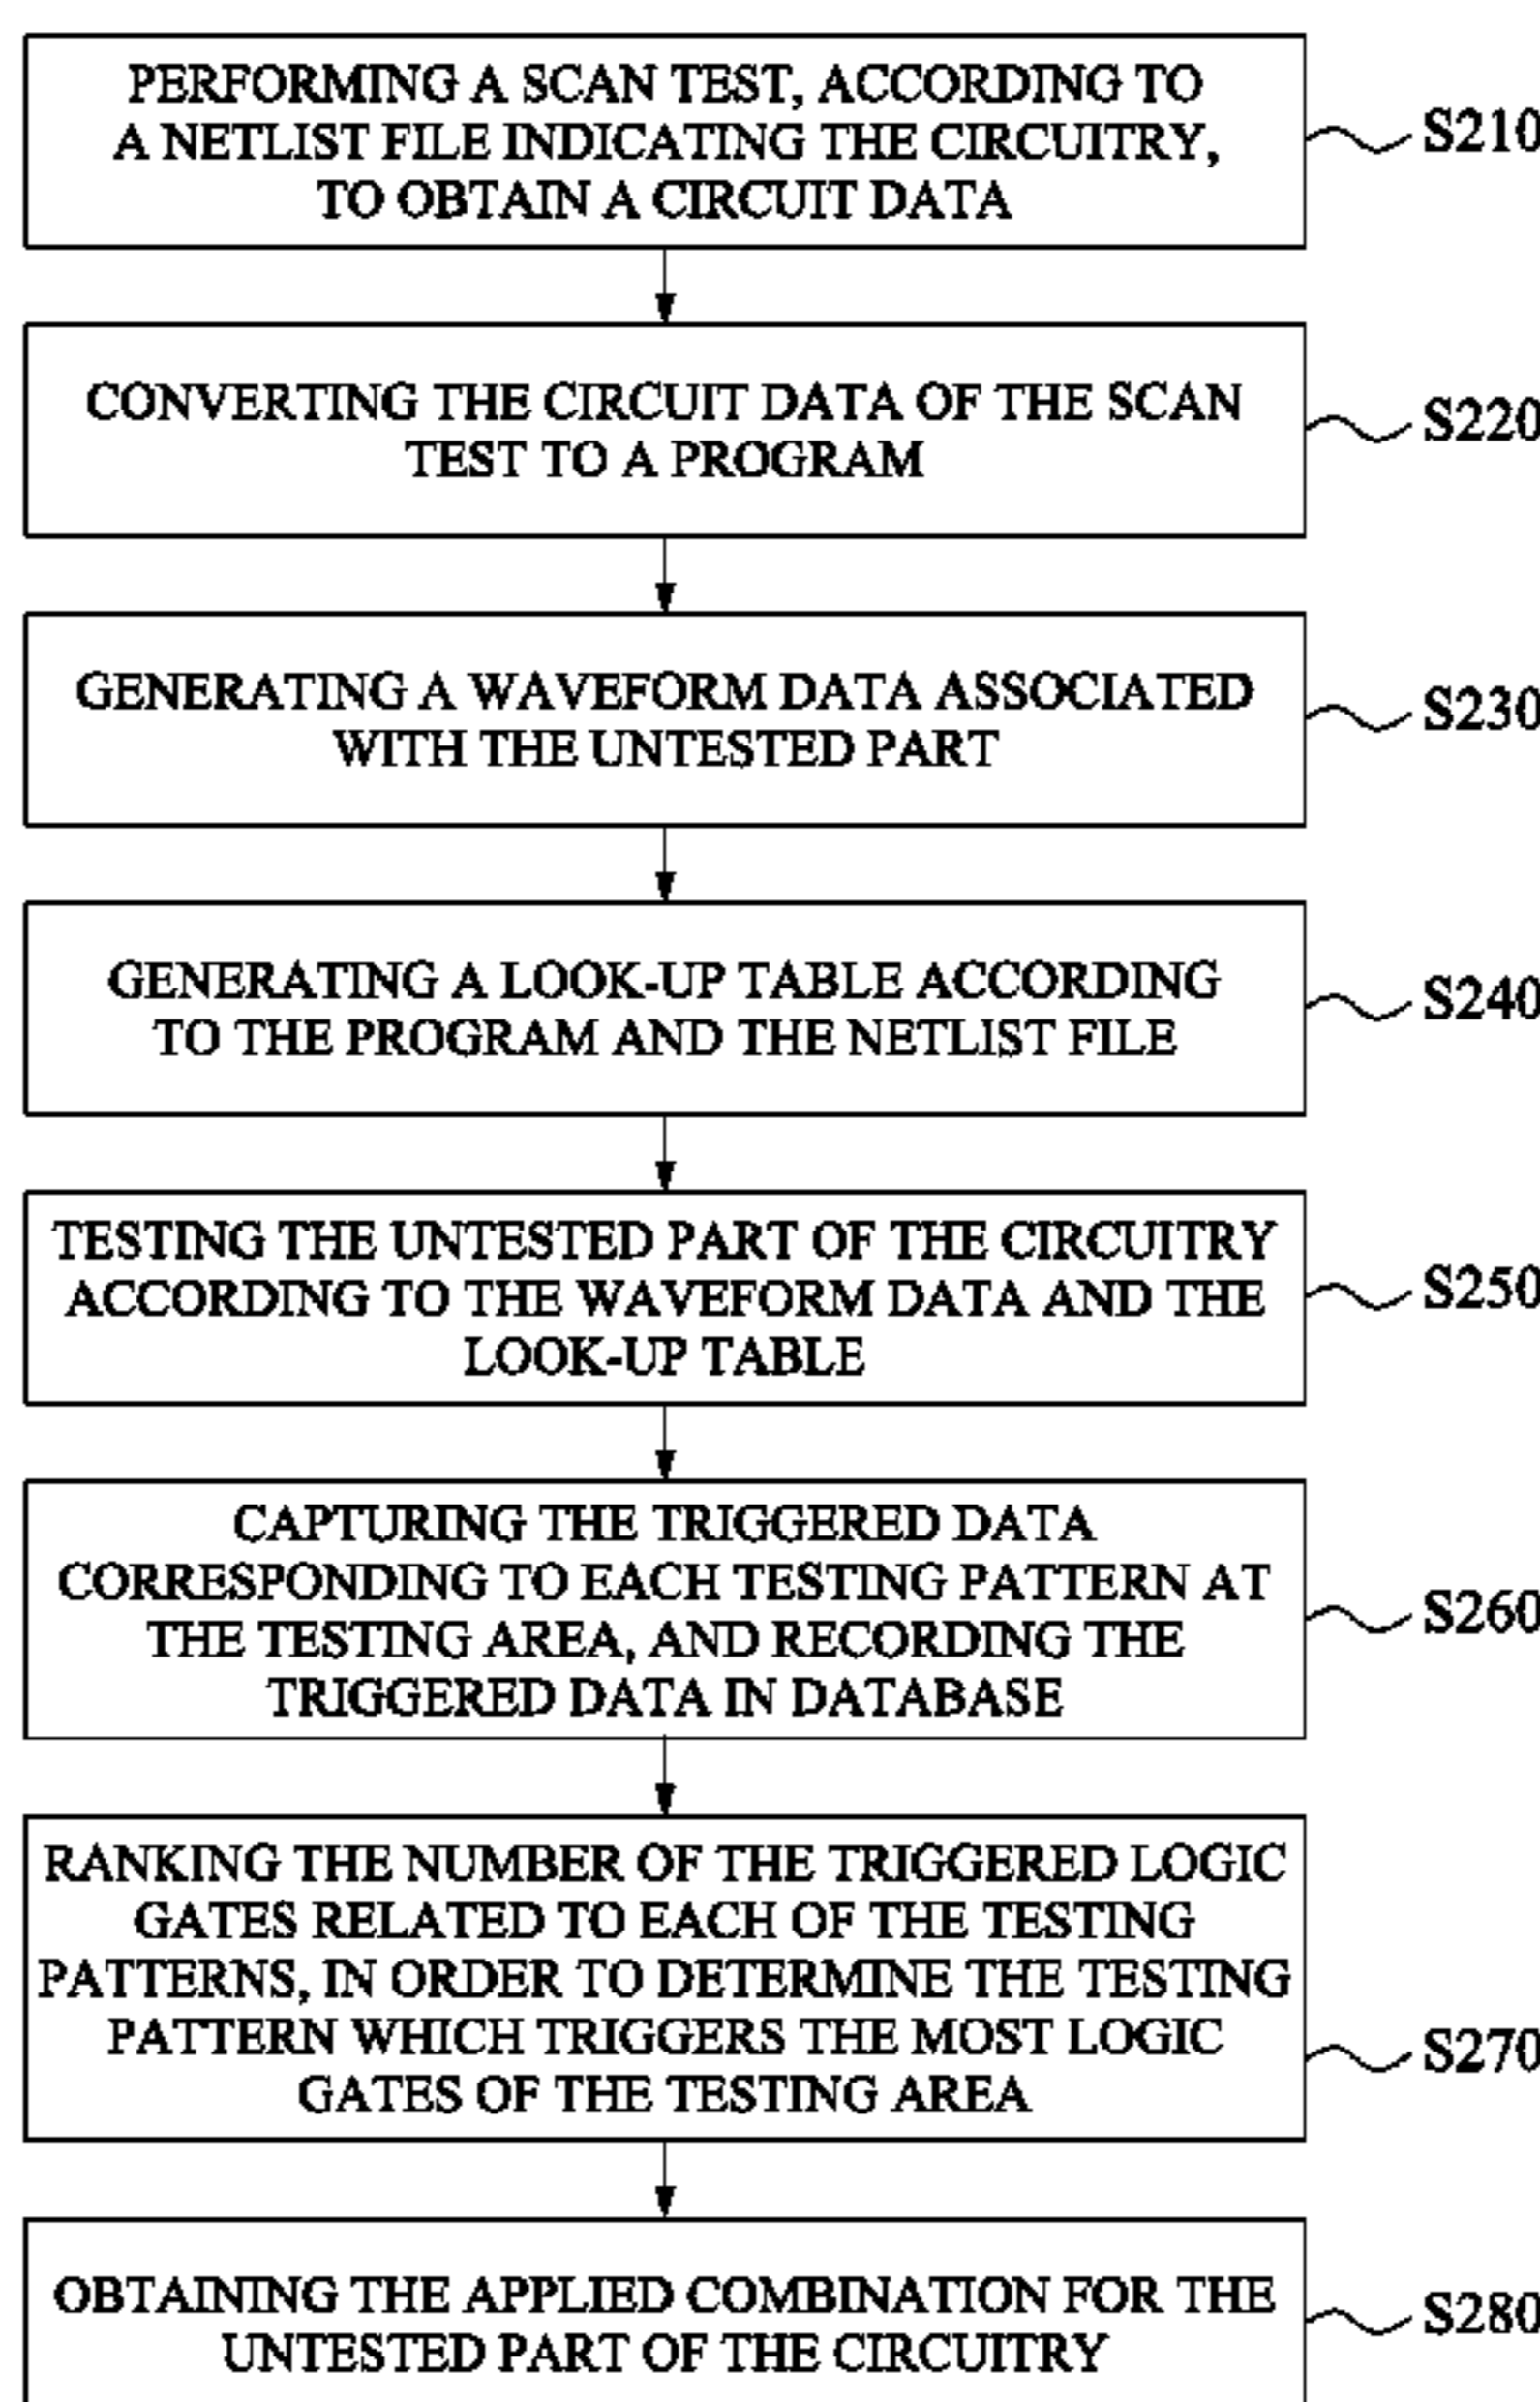 PERFORMING A SCAN TEST, ACCORDING TO
A NETLIST FILE INDICATING THE CIRCUITRY,
TO OBTAIN A CIRCUIT DATA
S210
CONVERTING THE CIRCUIT DATA OF THE SCAN
TEST TO A PROGRAM
S220
GENERATING A WAVEFORM DATA ASSOCIATED
WITH THE UNTESTED PART
S230
GENERATING A LOOK-UP TABLE ACCORDING
TO THE PROGRAM AND THE NETLIST FILE
S240
TESTING THE UNTESTED PART OF THE CIRCUITRY
ACCORDING TO THE WAVEFORM DATA AND THE
LOOK-UP TABLE
S250
CAPTURING THE TRIGGERED DATA
CORRESPONDING TO EACH TESTING PATTERN AT
THE TESTING AREA, AND RECORDING THE
TRIGGERED DATA IN DATABASE
S260
RANKING THE NUMBER OF THE TRIGGERED LOGIC
GATES RELATED TO EACH OF THE TESTING
PATTERNS, IN ORDER TO DETERMINE THE TESTING
PATTERN WHICH TRIGGERS THE MOST LOGIC
GATES OF THE TESTING AREA
S270
OBTAINING THE APPLIED COMBINATION FOR THE
UNTESTED PART OF THE CIRCUITRY
S280